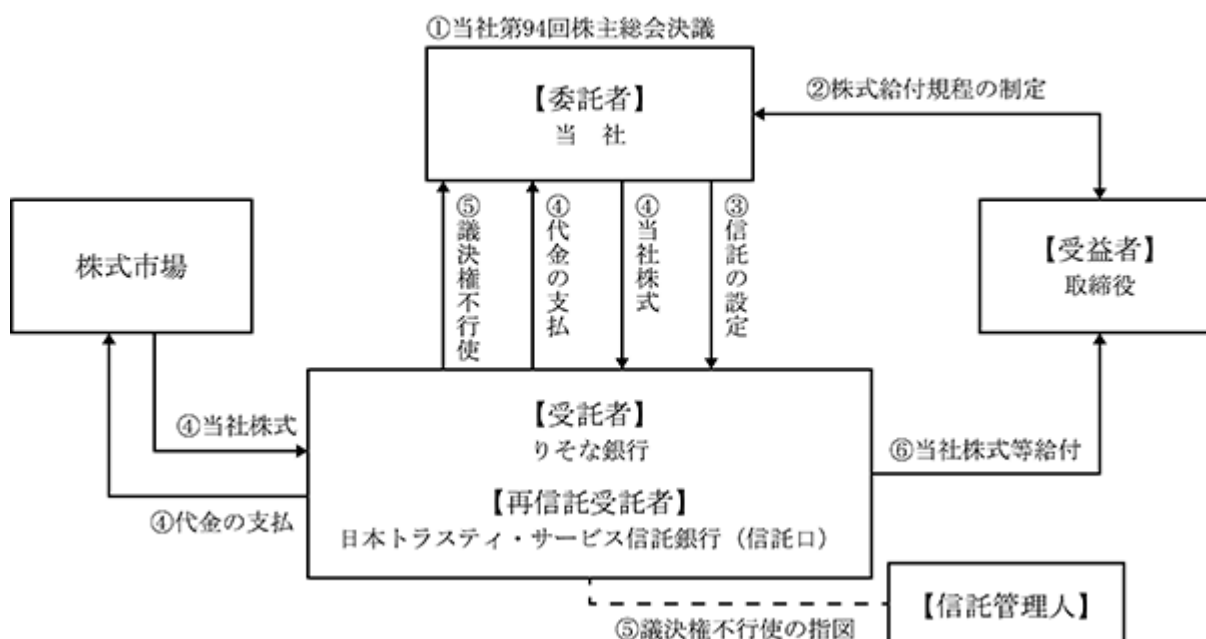 ①当社第94回株主総会決議
【委託者】
当　社
②株式給付規程の制定
株式市場
【受益者】
取締役
⑤議決権不行使
④代金の支払
④当社株式
③信託の設定
④当社株式
④代金の支払
【受託者】
りそな銀行
【再信託受託者】
日本トラスティ・サービス信託銀行（信託口）
⑥当社株式等給付
【信託管理人】
⑤議決権不行使の指図